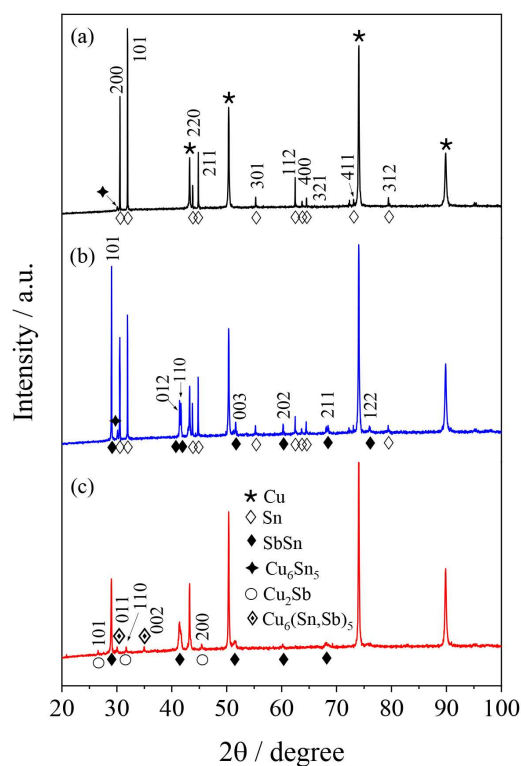 (a)
101
200
220
211
301
112
400
321
411
312
(b)
101
012
110
003
202
211
122
(c)
Cu
Sn
SbSn
Cu₆Sn₅
Cu₂Sb
Cu₆(Sn,Sb)₅
101
011
110
002
200
20 30 40 50 60 70 80 90 100
2θ / degree
Intensity / a.u.